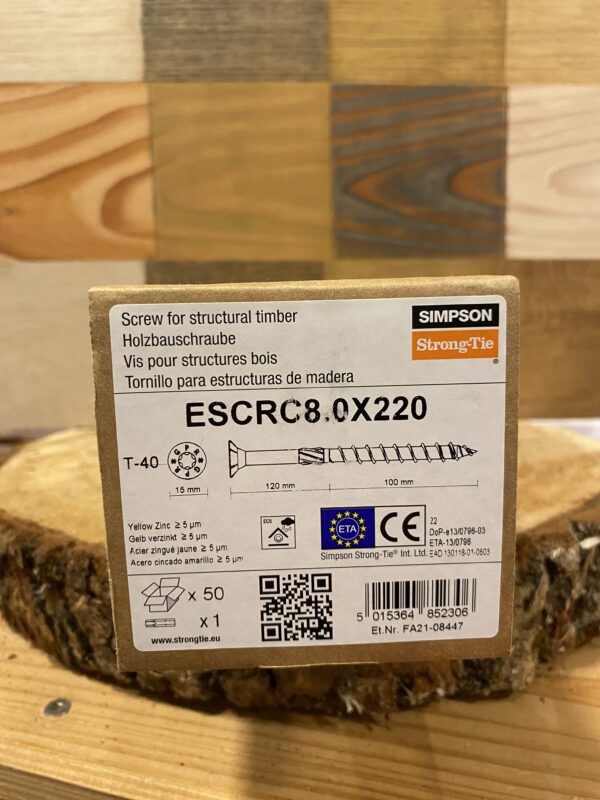 Screw for structural timber
Holzbauschraube
Vis pour structures bois
Tornillo para estructuras de madera
SIMPSON
Strong-Tie
®
ESCRC8.0X220
T-40
G P R
15 mm
120 mm
100 mm
Yellow Zinc ≥ 5 µm
Gelb verzinkt ≥ 5 µm
Acier zingué jaune ≥ 5 µm
Acero cincado amarillo ≥ 5 µm
EC5
ETA
CE
22
DoP-e13/0796-03
ETA-13/0796
Simpson Strong-Tie® Int. Ltd. EAD 130118-01-0603
x 50
x 1
www.strongtie.eu
5 015364 852306
Et.Nr. FA21-08447